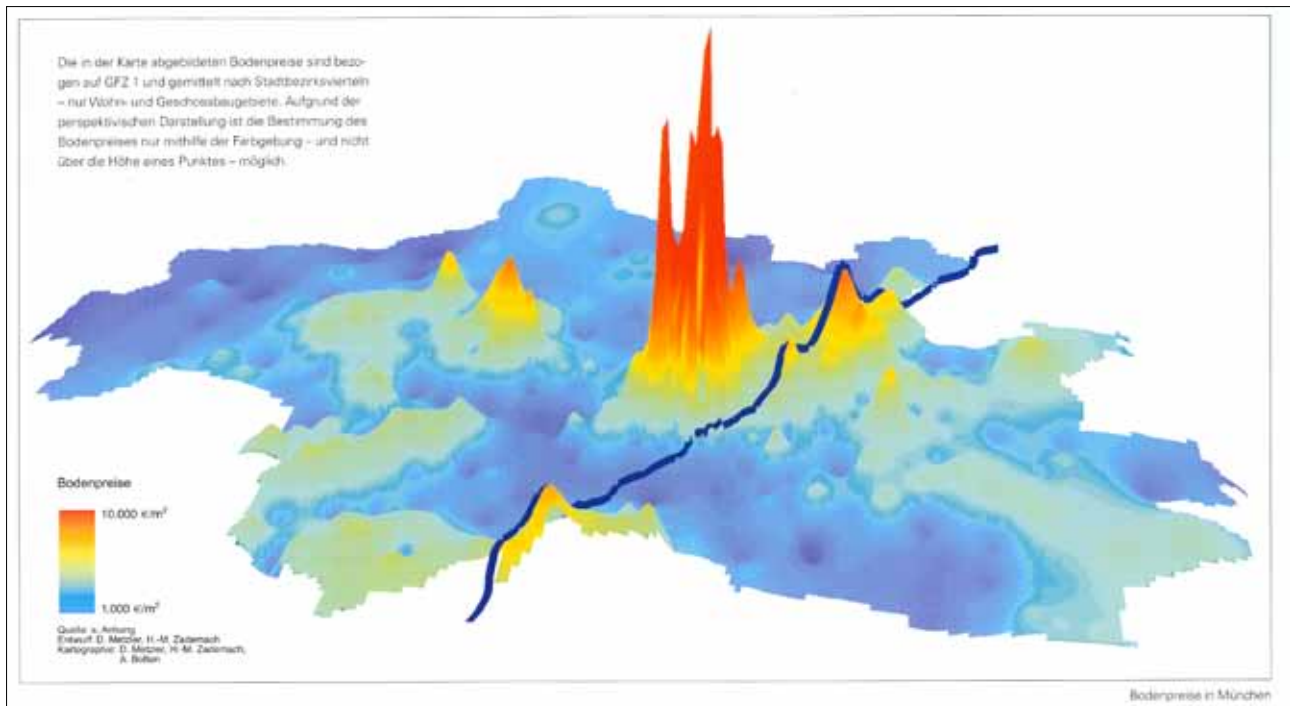 Die in der Karte abgebildeten Bodenpreise sind bezo-
gen auf GFZ 1 und gemittelt nach Stadtbezirksvierteln
– nur Wohn- und Geschossbaugebiete. Aufgrund der
perspektivischen Darstellung ist die Bestimmung des
Bodenpreises nur mithilfe der Farbgebung – und nicht
über die Höhe eines Punktes – möglich.
Bodenpreise
10.000 €/m²
1.000 €/m²
Quelle: s. Anhang
Entwurf: D. Metzler, H.-M. Zademach
Kartographie: D. Metzler, H.-M. Zademach,
A. Botten
Bodenpreise in München